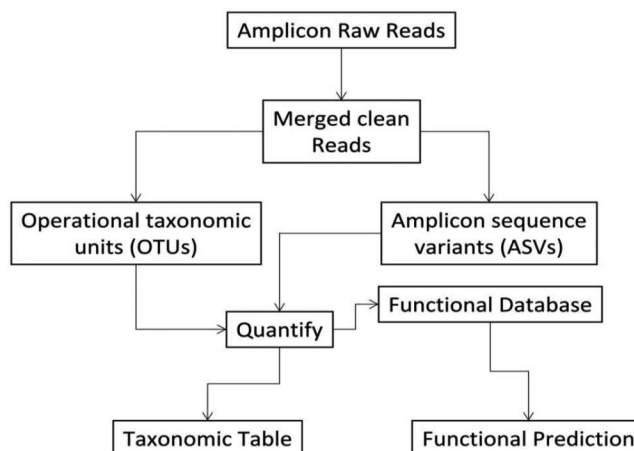 Amplicon Raw Reads
Merged clean
Reads
Operational taxonomic
units (OTUs)
Amplicon sequence
variants (ASVs)
Functional Database
Quantify
Taxonomic Table
Functional Prediction